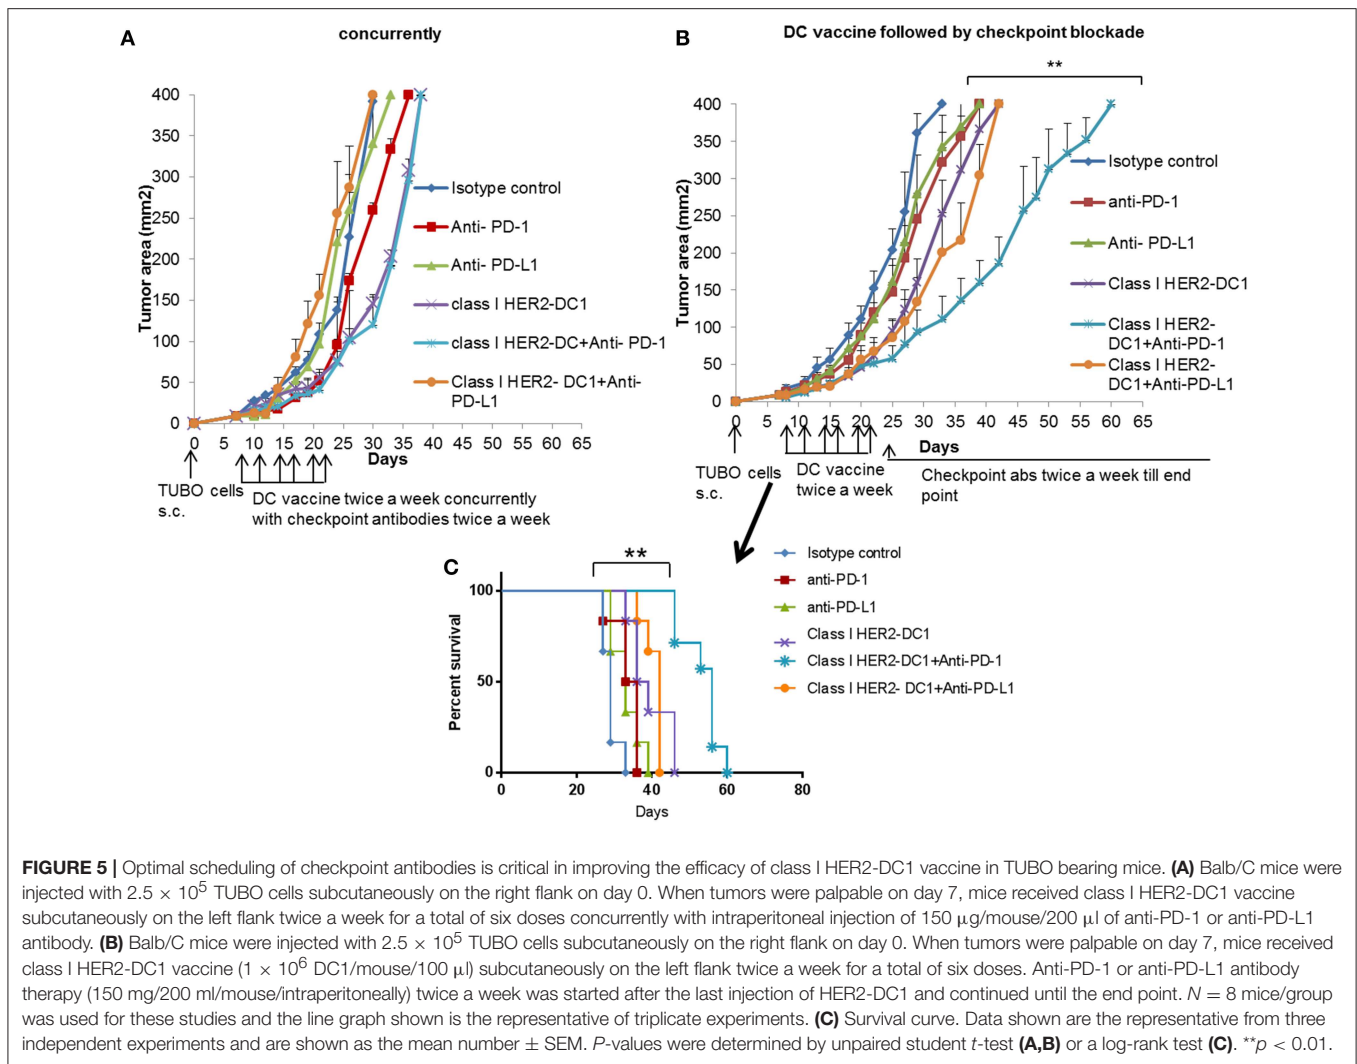 A
concurrently
Tumor area (mm2)
400
350
300
250
200
150
100
50
0
0 5 10 15 20 25 30 35 40 45 50 55 60 65
Days
Isotype control
Anti- PD-1
Anti- PD-L1
class I HER2-DC1
class I HER2-DC+Anti- PD-1
Class I HER2- DC1+Anti-
PD-L1
TUBO cells
s.c.
DC vaccine twice a week concurrently
with checkpoint antibodies twice a week
B
DC vaccine followed by checkpoint blockade
**
Tumor area (mm2)
400
350
300
250
200
150
100
50
0
0 5 10 15 20 25 30 35 40 45 50 55 60 65
Days
Isotype control
anti-PD-1
Anti- PD-L1
Class I HER2-DC1
Class I HER2-
DC1+Anti-PD-1
Class I HER2-
DC1+Anti-PD-L1
TUBO cells
s.c.
DC vaccine
twice a week
Checkpoint abs twice a week till end
point
C
**
Percent survival
100
50
0
0 20 40 60 80
Days
Isotype control
anti-PD-1
anti-PD-L1
Class I HER2-DC1
Class I HER2-DC1+Anti-PD-1
Class I HER2- DC1+Anti-PD-L1
FIGURE 5 | Optimal scheduling of checkpoint antibodies is critical in improving the efficacy of class I HER2-DC1 vaccine in TUBO bearing mice. (A) Balb/C mice were
injected with 2.5 × 10⁵ TUBO cells subcutaneously on the right flank on day 0. When tumors were palpable on day 7, mice received class I HER2-DC1 vaccine
subcutaneously on the left flank twice a week for a total of six doses concurrently with intraperitoneal injection of 150 μg/mouse/200 μl of anti-PD-1 or anti-PD-L1
antibody. (B) Balb/C mice were injected with 2.5 × 10⁵ TUBO cells subcutaneously on the right flank on day 0. When tumors were palpable on day 7, mice received
class I HER2-DC1 vaccine (1 × 10⁶ DC1/mouse/100 μl) subcutaneously on the left flank twice a week for a total of six doses. Anti-PD-1 or anti-PD-L1 antibody
therapy (150 mg/200 ml/mouse/intraperitoneally) twice a week was started after the last injection of HER2-DC1 and continued until the end point. N = 8 mice/group
was used for these studies and the line graph shown is the representative of triplicate experiments. (C) Survival curve. Data shown are the representative from three
independent experiments and are shown as the mean number ± SEM. P-values were determined by unpaired student t-test (A,B) or a log-rank test (C). **p < 0.01.